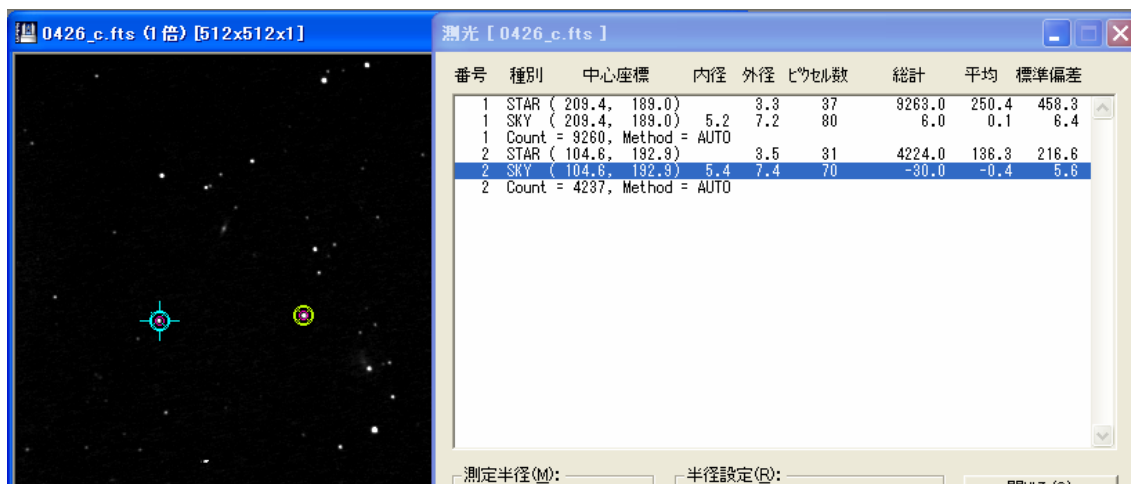 0426_c.fts (1 倍) [512x512x1]
測光 [ 0426_c.fts ]
番号 種別 中心座標 内径 外径 ピクセル数 総計 平均 標準偏差
1 STAR ( 209.4, 189.0) 3.3 37 9263.0 250.4 458.3
1 SKY ( 209.4, 189.0) 5.2 7.2 80 6.0 0.1 6.4
1 Count = 9260, Method = AUTO
2 STAR ( 104.6, 192.9) 3.5 31 4224.0 136.3 216.6
2 SKY ( 104.6, 192.9) 5.4 7.4 70 -30.0 -0.4 5.6
2 Count = 4237, Method = AUTO
測定半径(M): 半径設定(R):